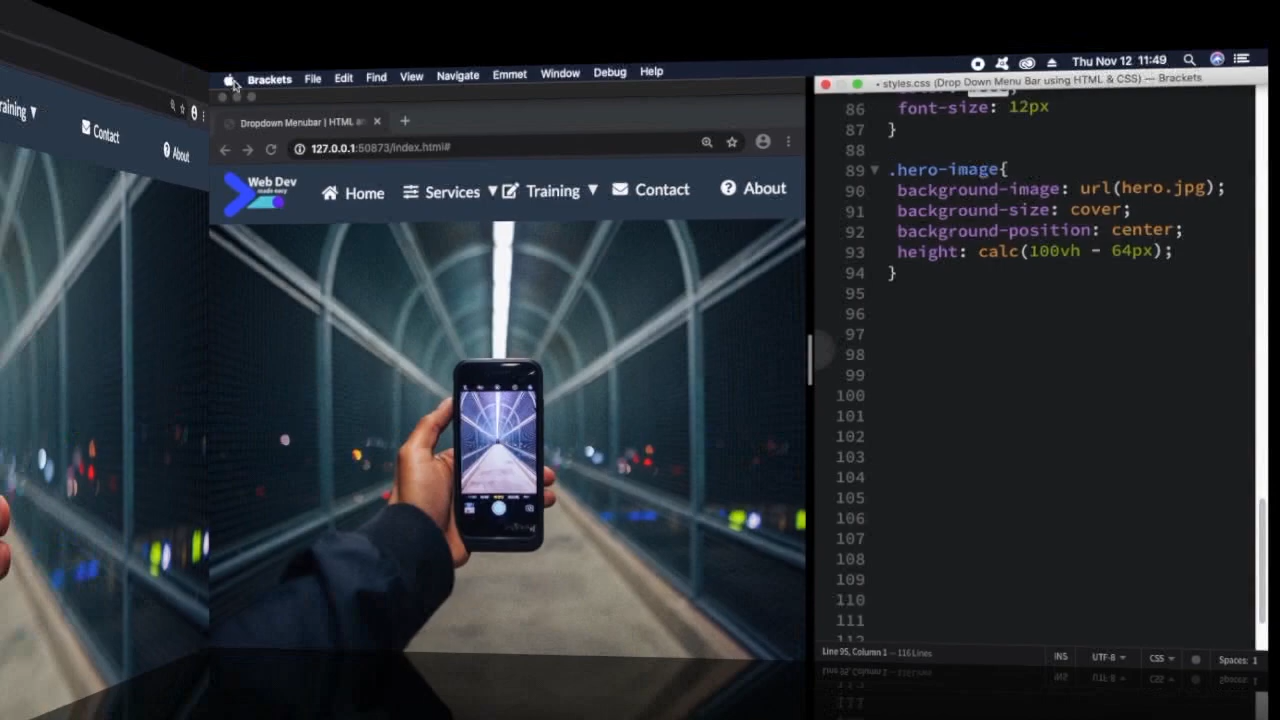 raining ▼
Contact
About
Brackets File Edit Find View Navigate Emmet Window Debug Help
Thu Nov 12 11:49
Dropdown Menubar | HTML
127.0.0.1:50873/index.html#
Web Dev
made easy
Home
Services ▼
Training ▼
Contact
About
• styles.css (Drop Down Menu Bar using HTML & CSS) — Brackets
86 font-size: 12px
87 }
88
89 ▼ .hero-image{
90 background-image: url(hero.jpg);
91 background-size: cover;
92 background-position: center;
93 height: calc(100vh - 64px);
94 }
95
96
97
98
99
100
101
102
103
104
105
106
107
108
109
110
111
112
Line 95, Column 1 — 116 Lines
INS UTF-8 ▼ CSS ▼ Spaces: 1